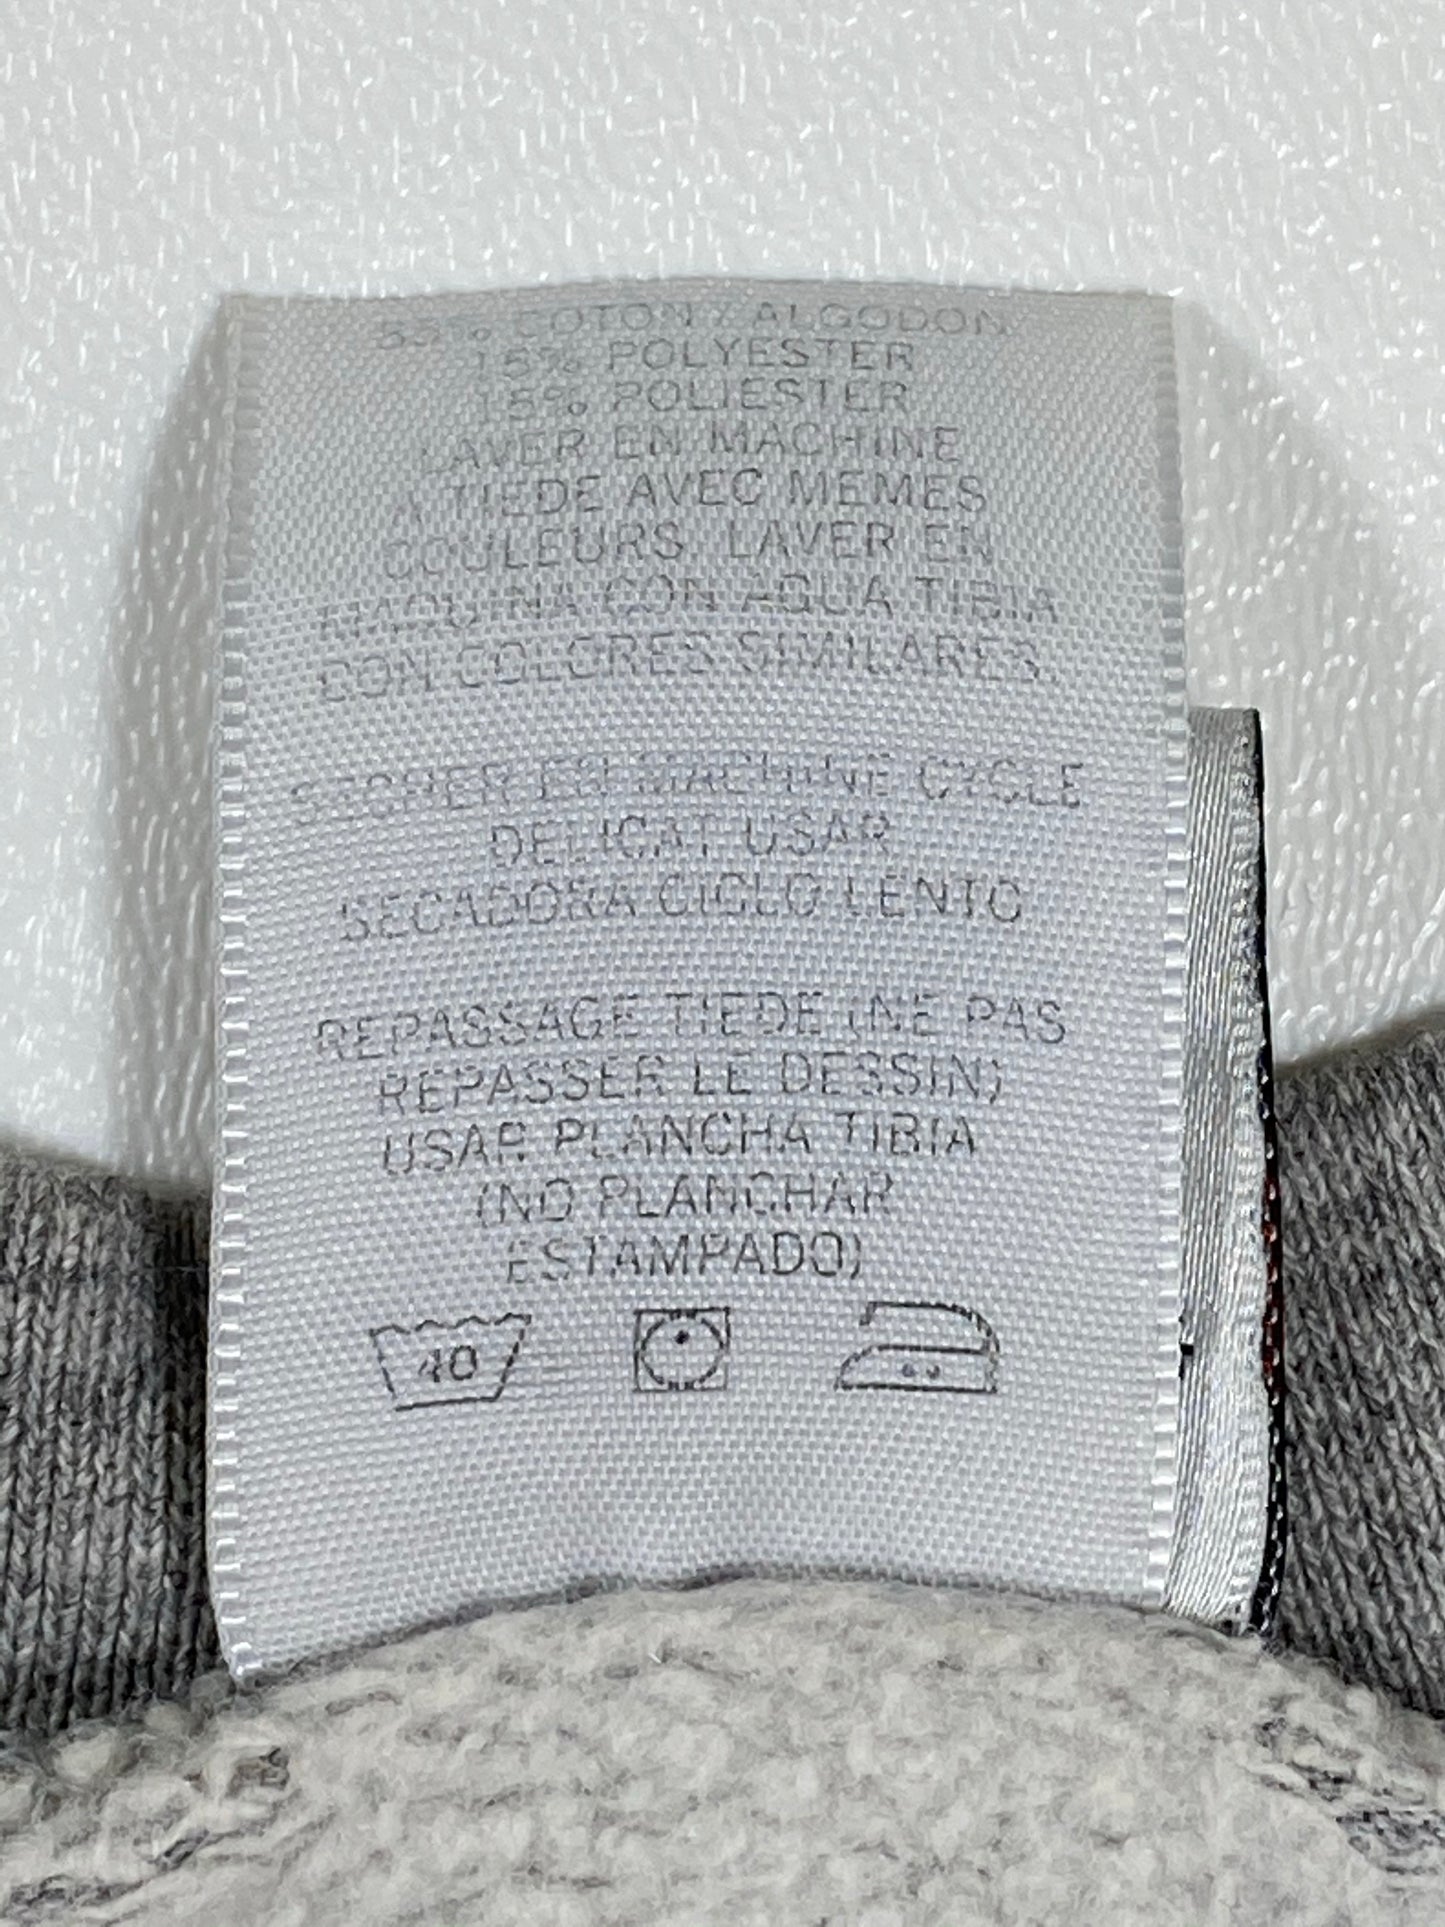 % COTON / ALGODON
15% POLYESTER
15% POLIESTER
LAVER EN MACHINE
A TIEDE AVEC MEMES
COULEURS. LAVER EN
MAQUINA CON AGUA TIBIA
CON COLORES SIMILARES.
SECHER EN MACHINE CYCLE
DELICAT USAR
SECADORA CICLO LENTO
REPASSAGE TIEDE (NE PAS
REPASSER LE DESSIN)
USAR PLANCHA TIBIA
(NO PLANCHAR
ESTAMPADO)
40